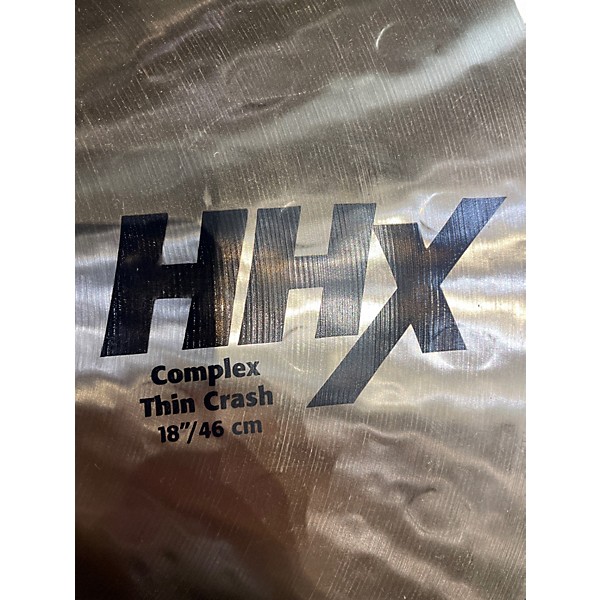 HHX
Complex
Thin Crash
18"/46 cm